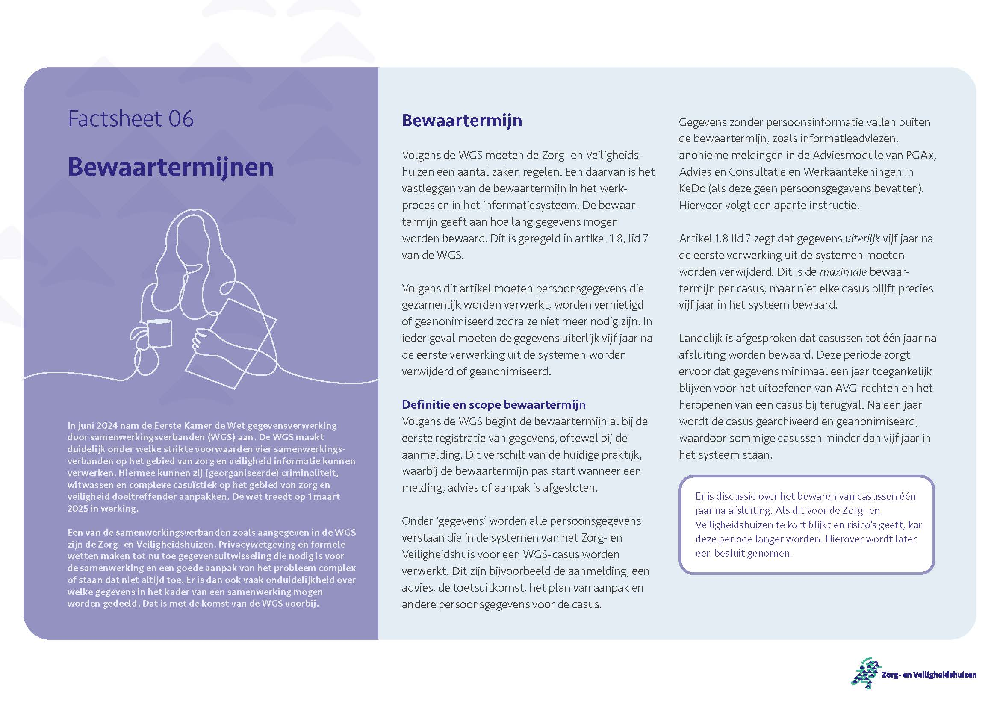 Factsheet 06
Bewaartermijnen
In juni 2024 nam de Eerste Kamer de Wet gegevensverwerking
door samenwerkingsverbanden (WGS) aan. De WGS maakt
duidelijk onder welke strikte voorwaarden vier samenwerkings-
verbanden op het gebied van zorg en veiligheid informatie kunnen
verwerken. Hiermee kunnen zij (georganiseerde) criminaliteit,
witwassen en complexe casuïstiek op het gebied van zorg en
veiligheid doeltreffender aanpakken. De wet treedt op 1 maart
2025 in werking.
Een van de samenwerkingsverbanden zoals aangegeven in de WGS
zijn de Zorg- en Veiligheidshuizen. Privacywetgeving en formele
wetten maken tot nu toe gegevensuitwisseling die nodig is voor
de samenwerking en een goede aanpak van het probleem complex
of staan dat niet altijd toe. Er is dan ook vaak onduidelijkheid over
welke gegevens in het kader van een samenwerking mogen
worden gedeeld. Dat is met de komst van de WGS voorbij.
Bewaartermijn
Volgens de WGS moeten de Zorg- en Veiligheids-
huizen een aantal zaken regelen. Een daarvan is het
vastleggen van de bewaartermijn in het werk-
proces en in het informatiesysteem. De bewaar-
termijn geeft aan hoe lang gegevens mogen
worden bewaard. Dit is geregeld in artikel 1.8, lid 7
van de WGS.
Volgens dit artikel moeten persoonsgegevens die
gezamenlijk worden verwerkt, worden vernietigd
of geanonimiseerd zodra ze niet meer nodig zijn. In
ieder geval moeten de gegevens uiterlijk vijf jaar na
de eerste verwerking uit de systemen worden
verwijderd of geanonimiseerd.
Definitie en scope bewaartermijn
Volgens de WGS begint de bewaartermijn al bij de
eerste registratie van gegevens, oftewel bij de
aanmelding. Dit verschilt van de huidige praktijk,
waarbij de bewaartermijn pas start wanneer een
melding, advies of aanpak is afgesloten.
Onder ‘gegevens’ worden alle persoonsgegevens
verstaan die in de systemen van het Zorg- en
Veiligheidshuis voor een WGS-casus worden
verwerkt. Dit zijn bijvoorbeeld de aanmelding, een
advies, de toetsuitkomst, het plan van aanpak en
andere persoonsgegevens voor de casus.
Gegevens zonder persoonsinformatie vallen buiten
de bewaartermijn, zoals informatieadviezen,
anonieme meldingen in de Adviesmodule van PGAx,
Advies en Consultatie en Werkaantekeningen in
KeDo (als deze geen persoonsgegevens bevatten).
Hiervoor volgt een aparte instructie.
Artikel 1.8 lid 7 zegt dat gegevens uiterlijk vijf jaar na
de eerste verwerking uit de systemen moeten
worden verwijderd. Dit is de maximale bewaar-
termijn per casus, maar niet elke casus blijft precies
vijf jaar in het systeem bewaard.
Landelijk is afgesproken dat casussen tot één jaar na
afsluiting worden bewaard. Deze periode zorgt
ervoor dat gegevens minimaal een jaar toegankelijk
blijven voor het uitoefenen van AVG-rechten en het
heropenen van een casus bij terugval. Na een jaar
wordt de casus gearchiveerd en geanonimiseerd,
waardoor sommige casussen minder dan vijf jaar in
het systeem staan.
Er is discussie over het bewaren van casussen één
jaar na afsluiting. Als dit voor de Zorg- en
Veiligheidshuizen te kort blijkt en risico’s geeft, kan
deze periode langer worden. Hierover wordt later
een besluit genomen.
Zorg- en Veiligheidshuizen